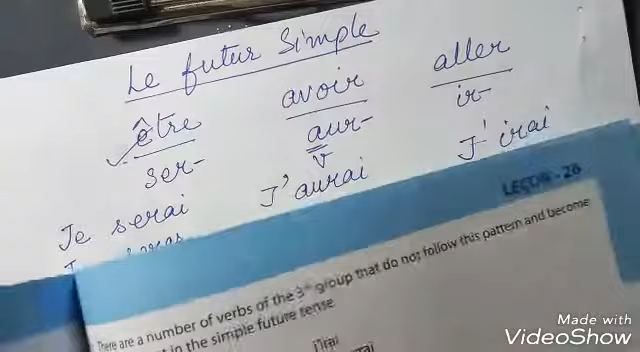 Le futur Simple
être avoir aller
ser- aur- ir-
Je serai J'aurai J'irai
LEÇON - 26
There are a number of verbs of the 3rd group that do not follow this pattern and become
in the simple future tense
j'irai
Made with
VideoShow